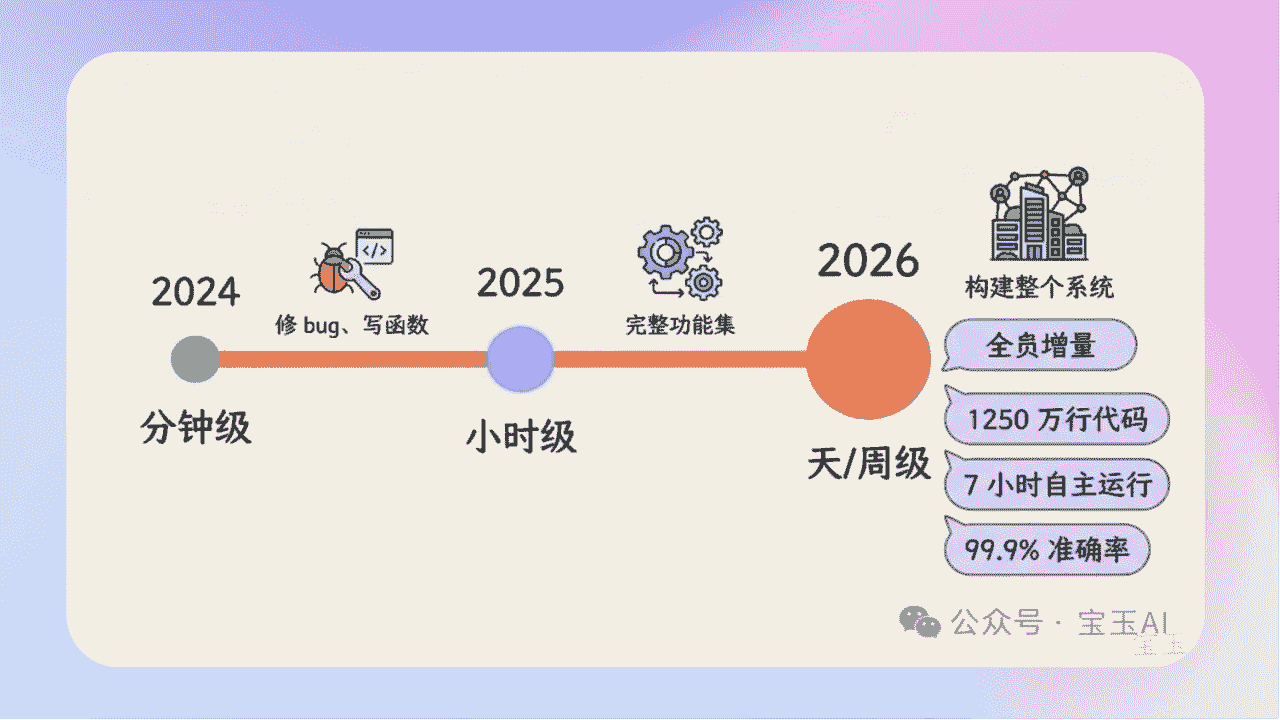 2024
修 bug、写函数
分钟级
2025
完整功能集
小时级
2026
构建整个系统
天/周级
全员增量
1250 万行代码
7 小时自主运行
99.9% 准确率
公众号 · 宝玉AI
宝玉